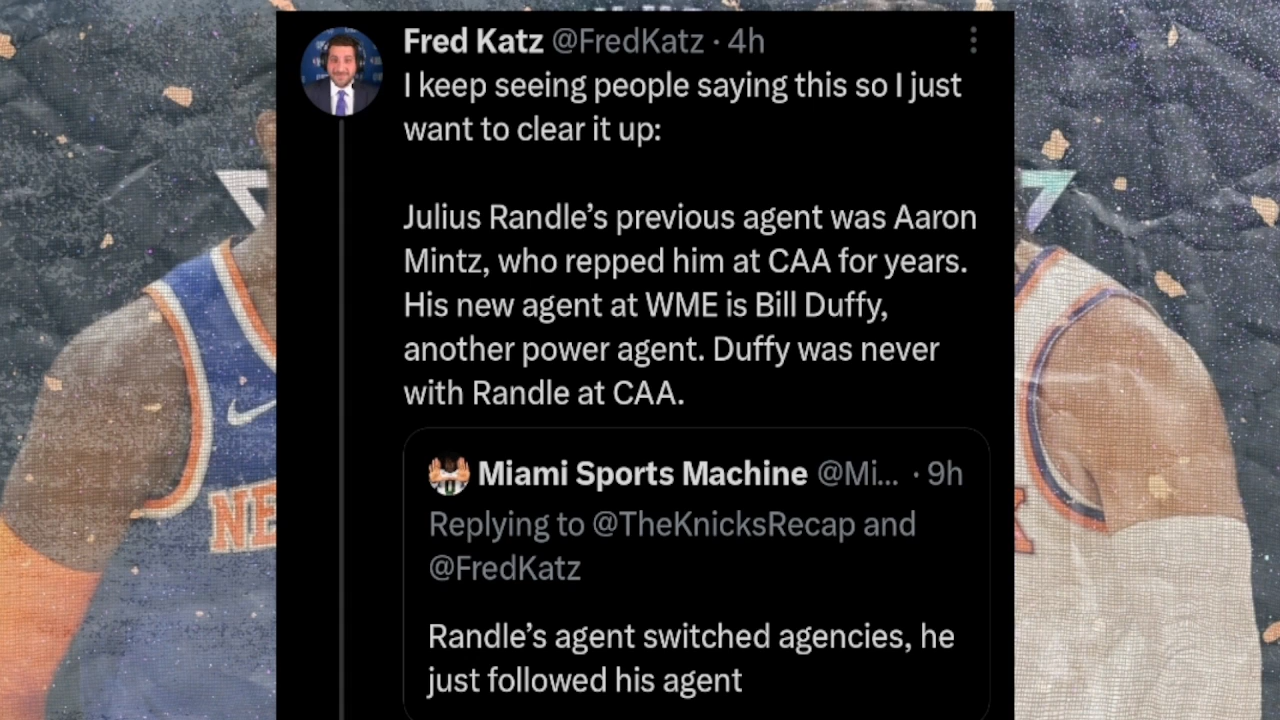 Fred Katz @FredKatz · 4h
I keep seeing people saying this so I just
want to clear it up:
Julius Randle’s previous agent was Aaron
Mintz, who repped him at CAA for years.
His new agent at WME is Bill Duffy,
another power agent. Duffy was never
with Randle at CAA.
Miami Sports Machine @Mi... · 9h
Replying to @TheKnicksRecap and
@FredKatz
Randle’s agent switched agencies, he
just followed his agent
NE